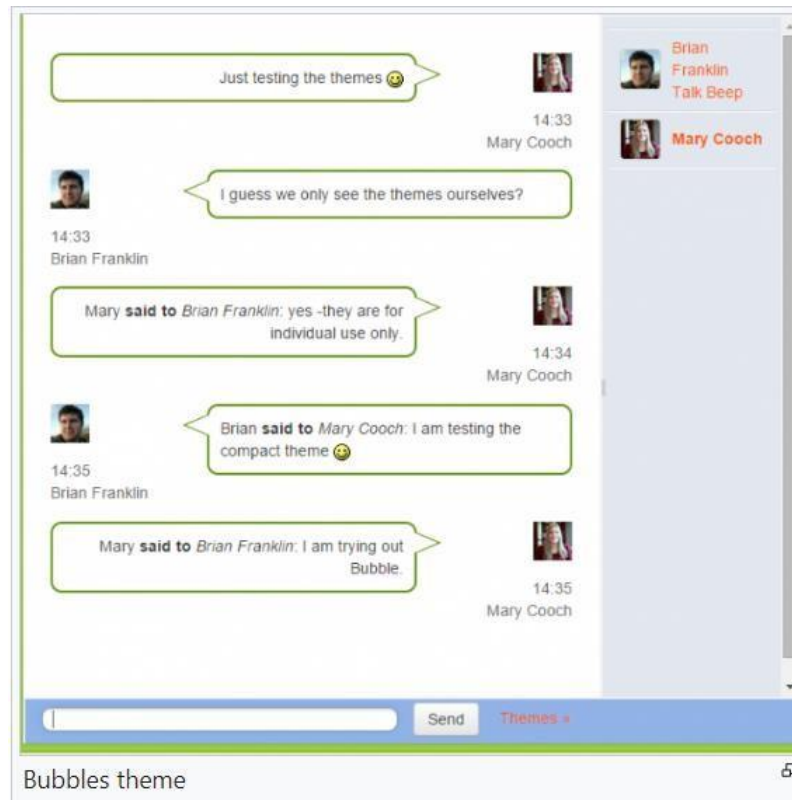 Just testing the themes
14:33
Mary Cooch
I guess we only see the themes ourselves?
14:33
Brian Franklin
Mary said to Brian Franklin: yes -they are for
individual use only.
14:34
Mary Cooch
Brian said to Mary Cooch: I am testing the
compact theme
14:35
Brian Franklin
Mary said to Brian Franklin: I am trying out
Bubble.
14:35
Mary Cooch
Brian
Franklin
Talk Beep
Mary Cooch
Send
Themes »
Bubbles theme